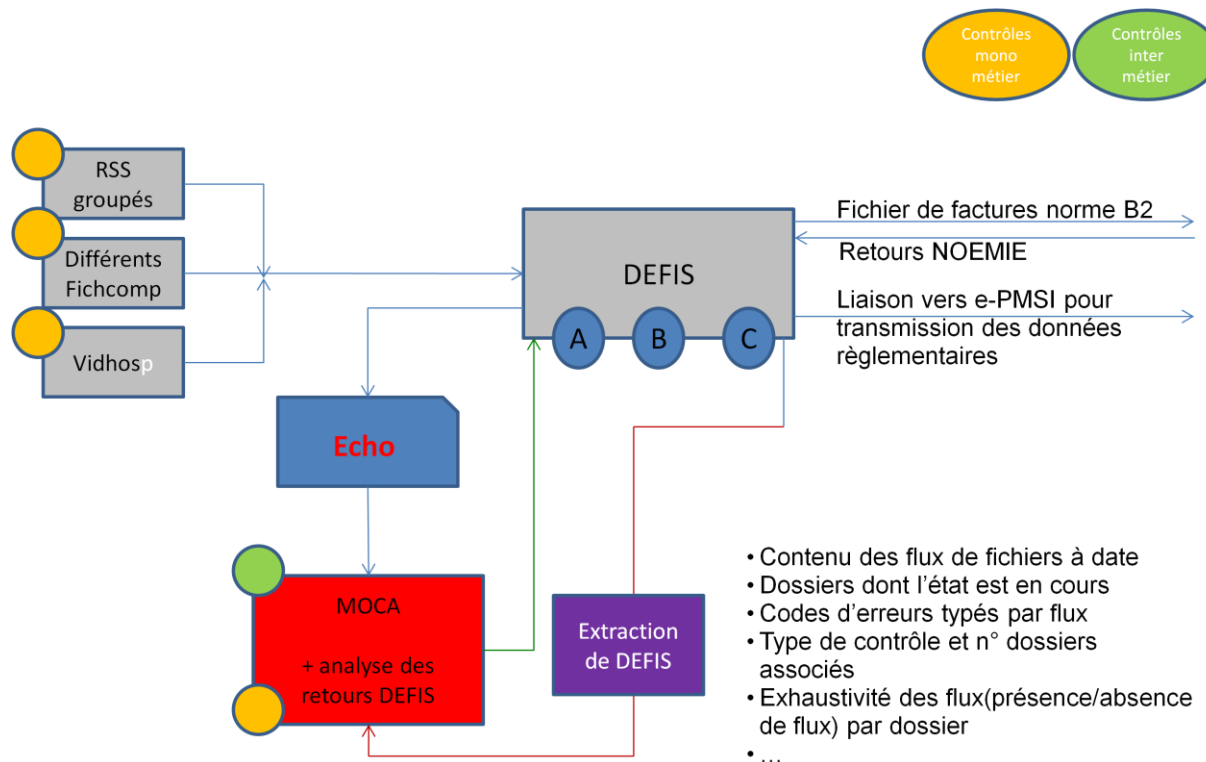 Contrôles
mono
métier
Contrôles
inter
métier
RSS
groupés
Différents
Fichcomp
Vidhosp
DEFIS
A
B
C
Fichier de factures norme B2
Retours NOEMIE
Liaison vers e-PMSI pour
transmission des données
règlementaires
Echo
MOCA
+ analyse des
retours DEFIS
Extraction
de DEFIS
• Contenu des flux de fichiers à date
• Dossiers dont l'état est en cours
• Codes d'erreurs typés par flux
• Type de contrôle et n° dossiers
associés
• Exhaustivité des flux(présence/absence
de flux) par dossier
• ...